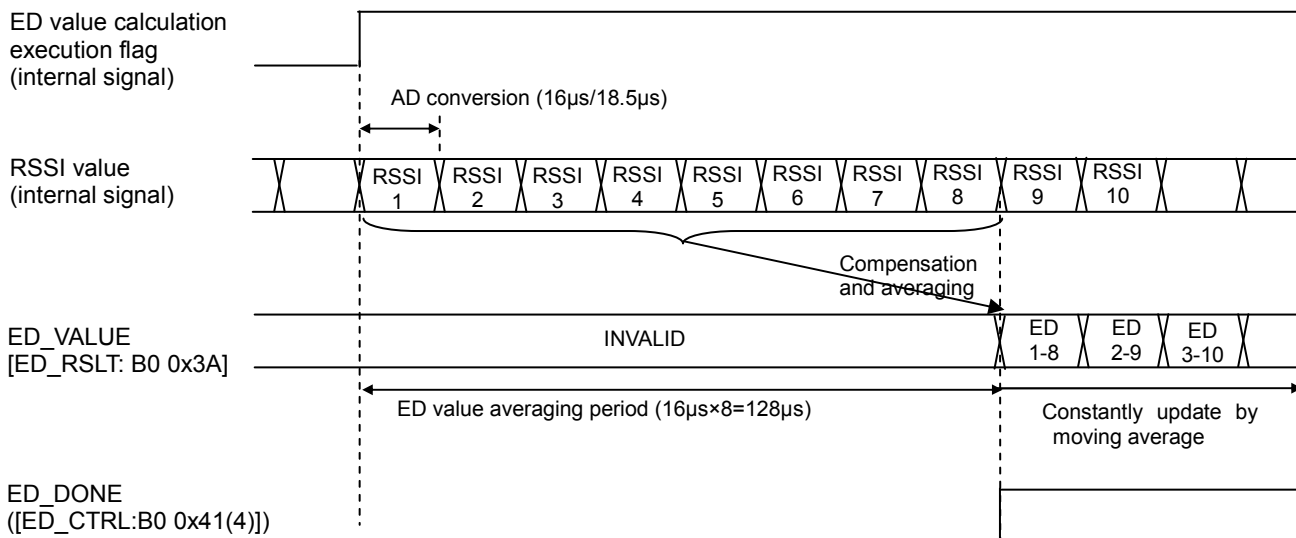 ED value calculation
execution flag
(internal signal)
AD conversion (16µs/18.5µs)
RSSI value
(internal signal)
RSSI RSSI RSSI RSSI RSSI RSSI RSSI RSSI RSSI RSSI
1 2 3 4 5 6 7 8 9 10
Compensation
and averaging
ED_VALUE
[ED_RSLT: B0 0x3A]
INVALID
ED ED ED
1-8 2-9 3-10
ED value averaging period (16µs×8=128µs)
Constantly update by
moving average
ED_DONE
([ED_CTRL:B0 0x41(4)])